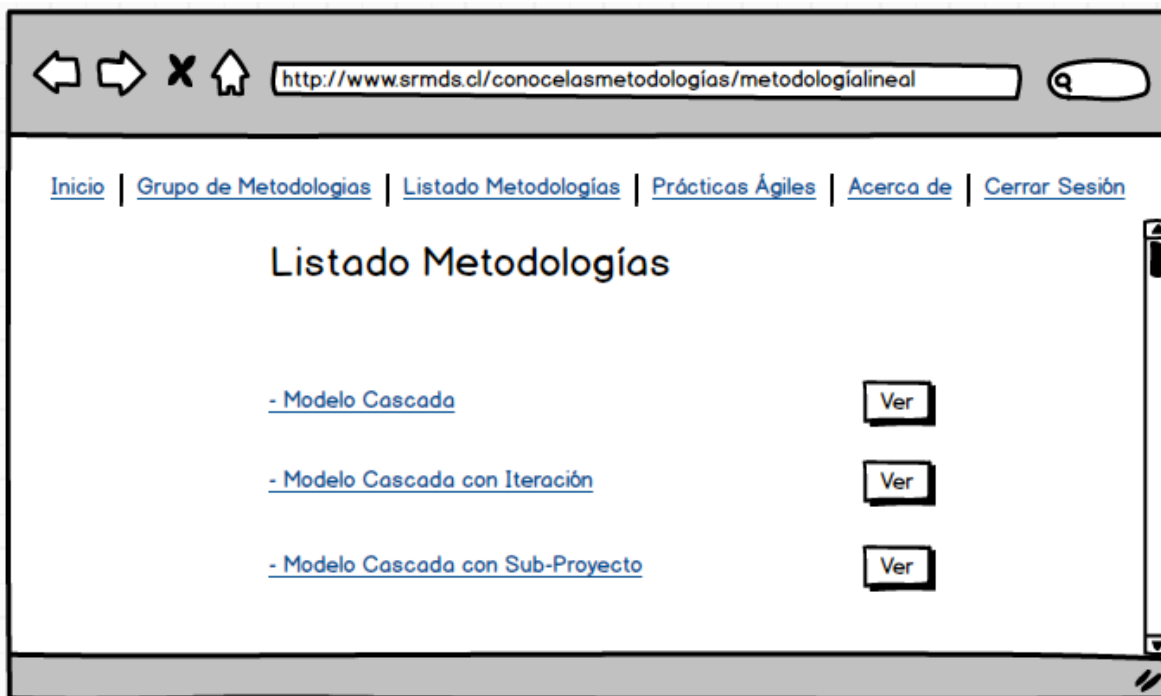 http://www.srmds.cl/conocelasmetodologías/metodologíalineal
Inicio | Grupo de Metodologias | Listado Metodologías | Prácticas Ágiles | Acerca de | Cerrar Sesión
Listado Metodologías
- Modelo Cascada Ver
- Modelo Cascada con Iteración Ver
- Modelo Cascada con Sub-Proyecto Ver